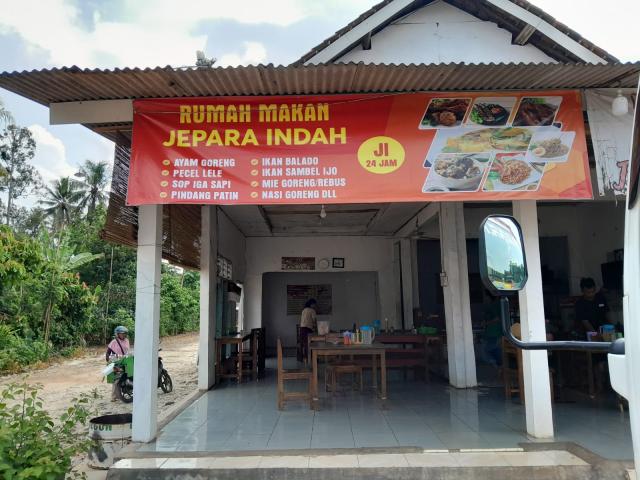 RUMAH MAKAN
JEPARA INDAH
JI
24 JAM
AYAM GORENG
PECEL LELE
SOP IGA SAPI
PINDANG PATIN
IKAN BALADO
IKAN SAMBEL IJO
MIE GORENG/REBUS
NASI GORENG DLL